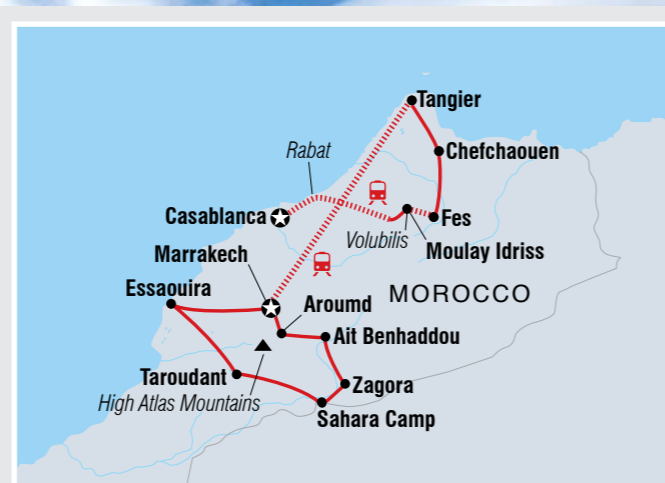 Tangier
Chefchaouen
Rabat
Casablanca
Fes
Volubilis
Moulay Idriss
Marrakech
Essaouira
Aroumd
MOROCCO
Ait Benhaddou
Taroudant
Zagora
High Atlas Mountains
Sahara Camp